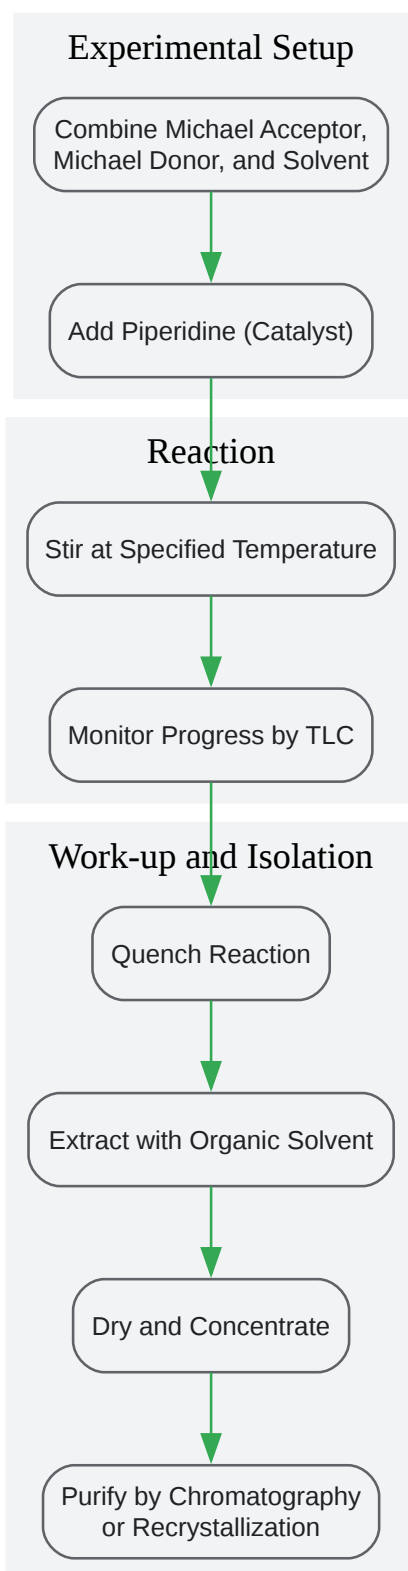 Experimental Setup
Combine Michael Acceptor,
Michael Donor, and Solvent
Add Piperidine (Catalyst)
Reaction
Stir at Specified Temperature
Monitor Progress by TLC
Work-up and Isolation
Quench Reaction
Extract with Organic Solvent
Dry and Concentrate
Purify by Chromatography
or Recrystallization